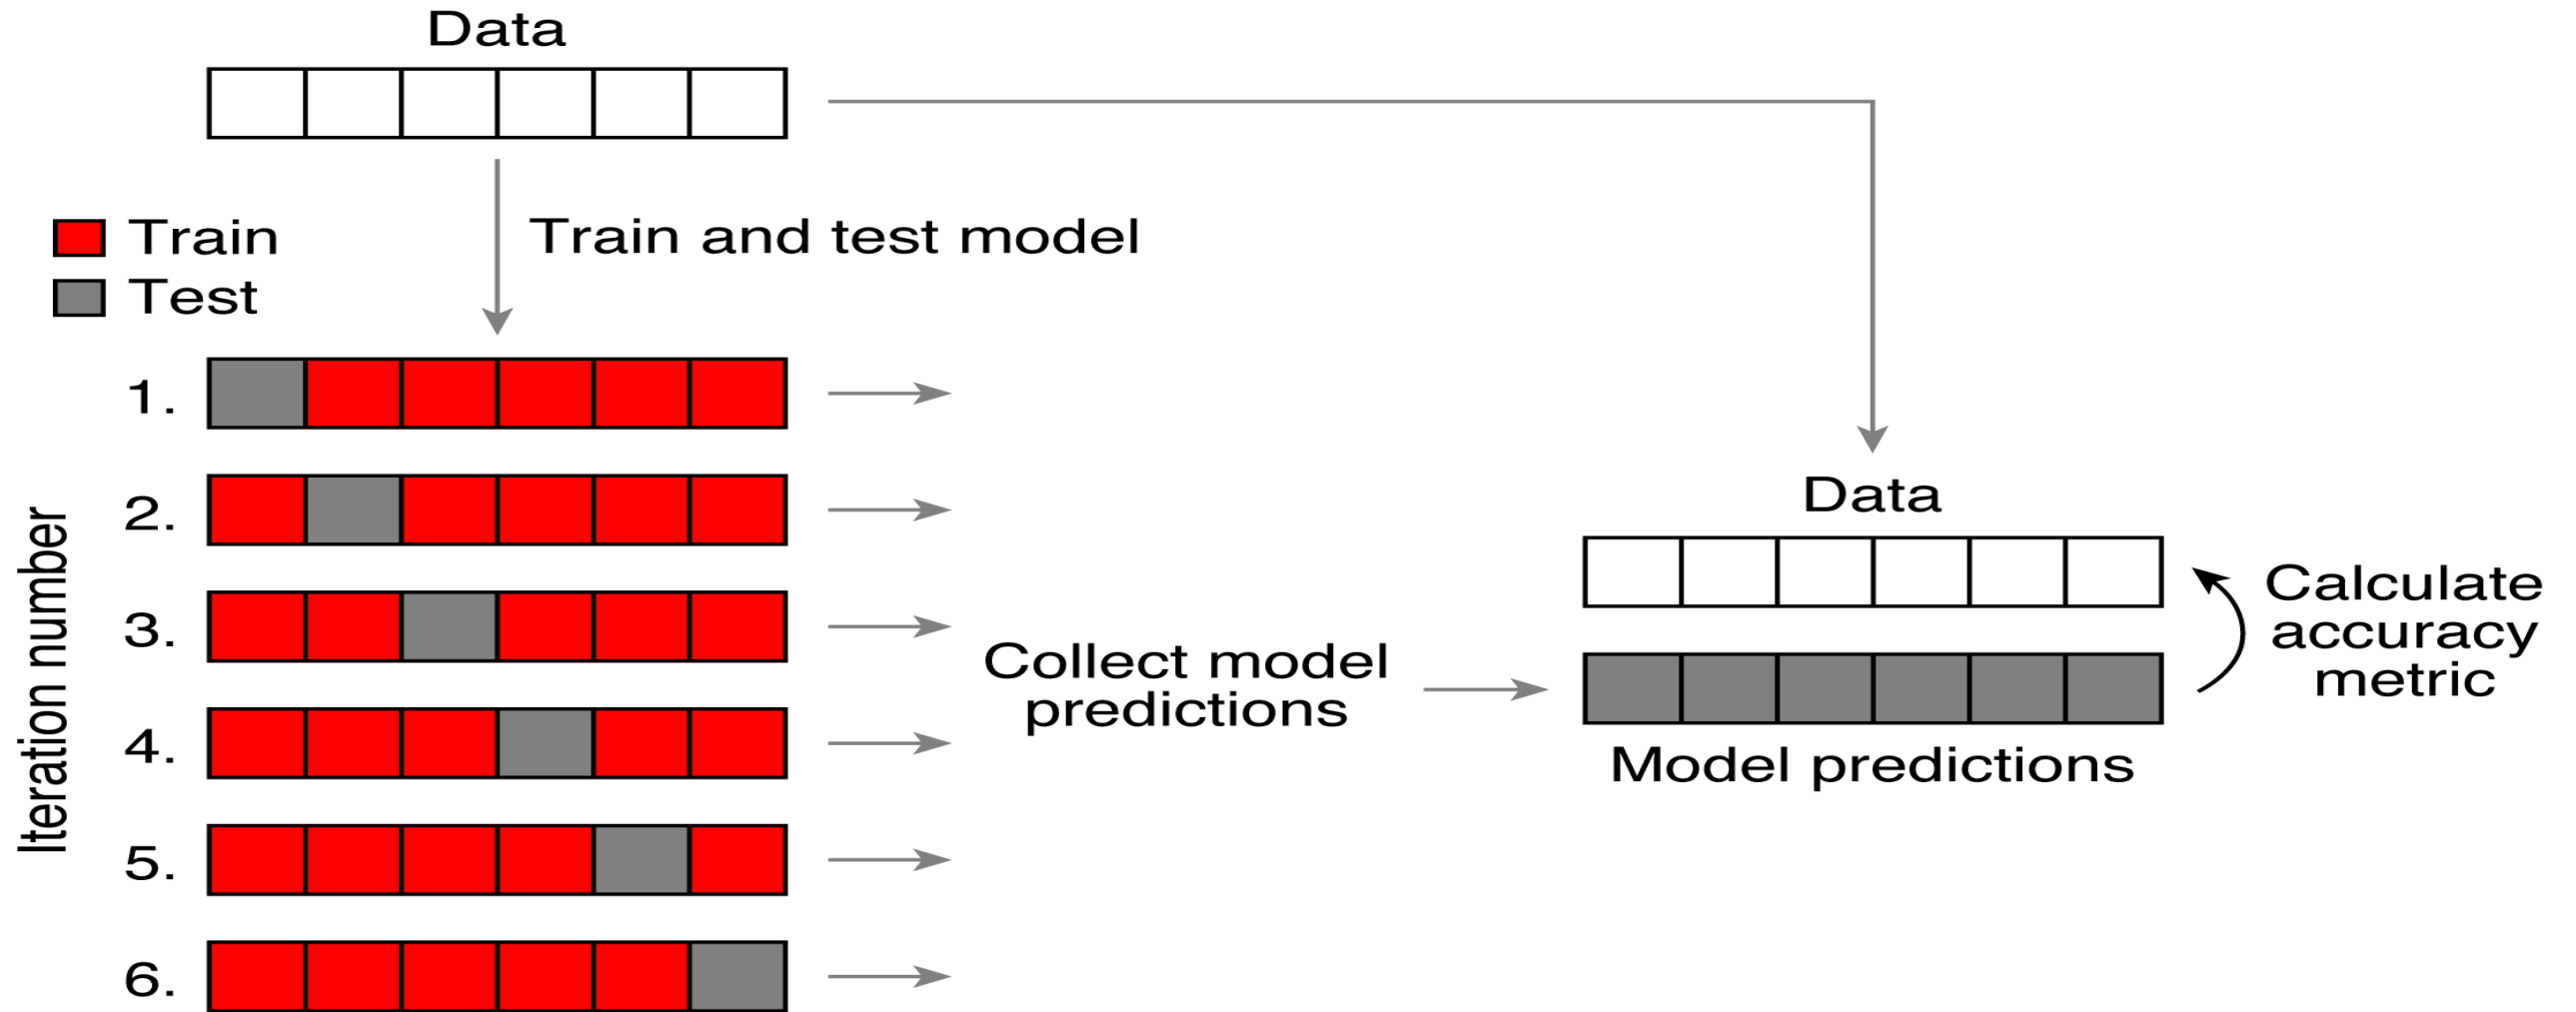 Data
Train
Test
Train and test model
Iteration number
1.
2.
3.
4.
5.
6.
Collect model
predictions
Data
Model predictions
Calculate
accuracy
metric